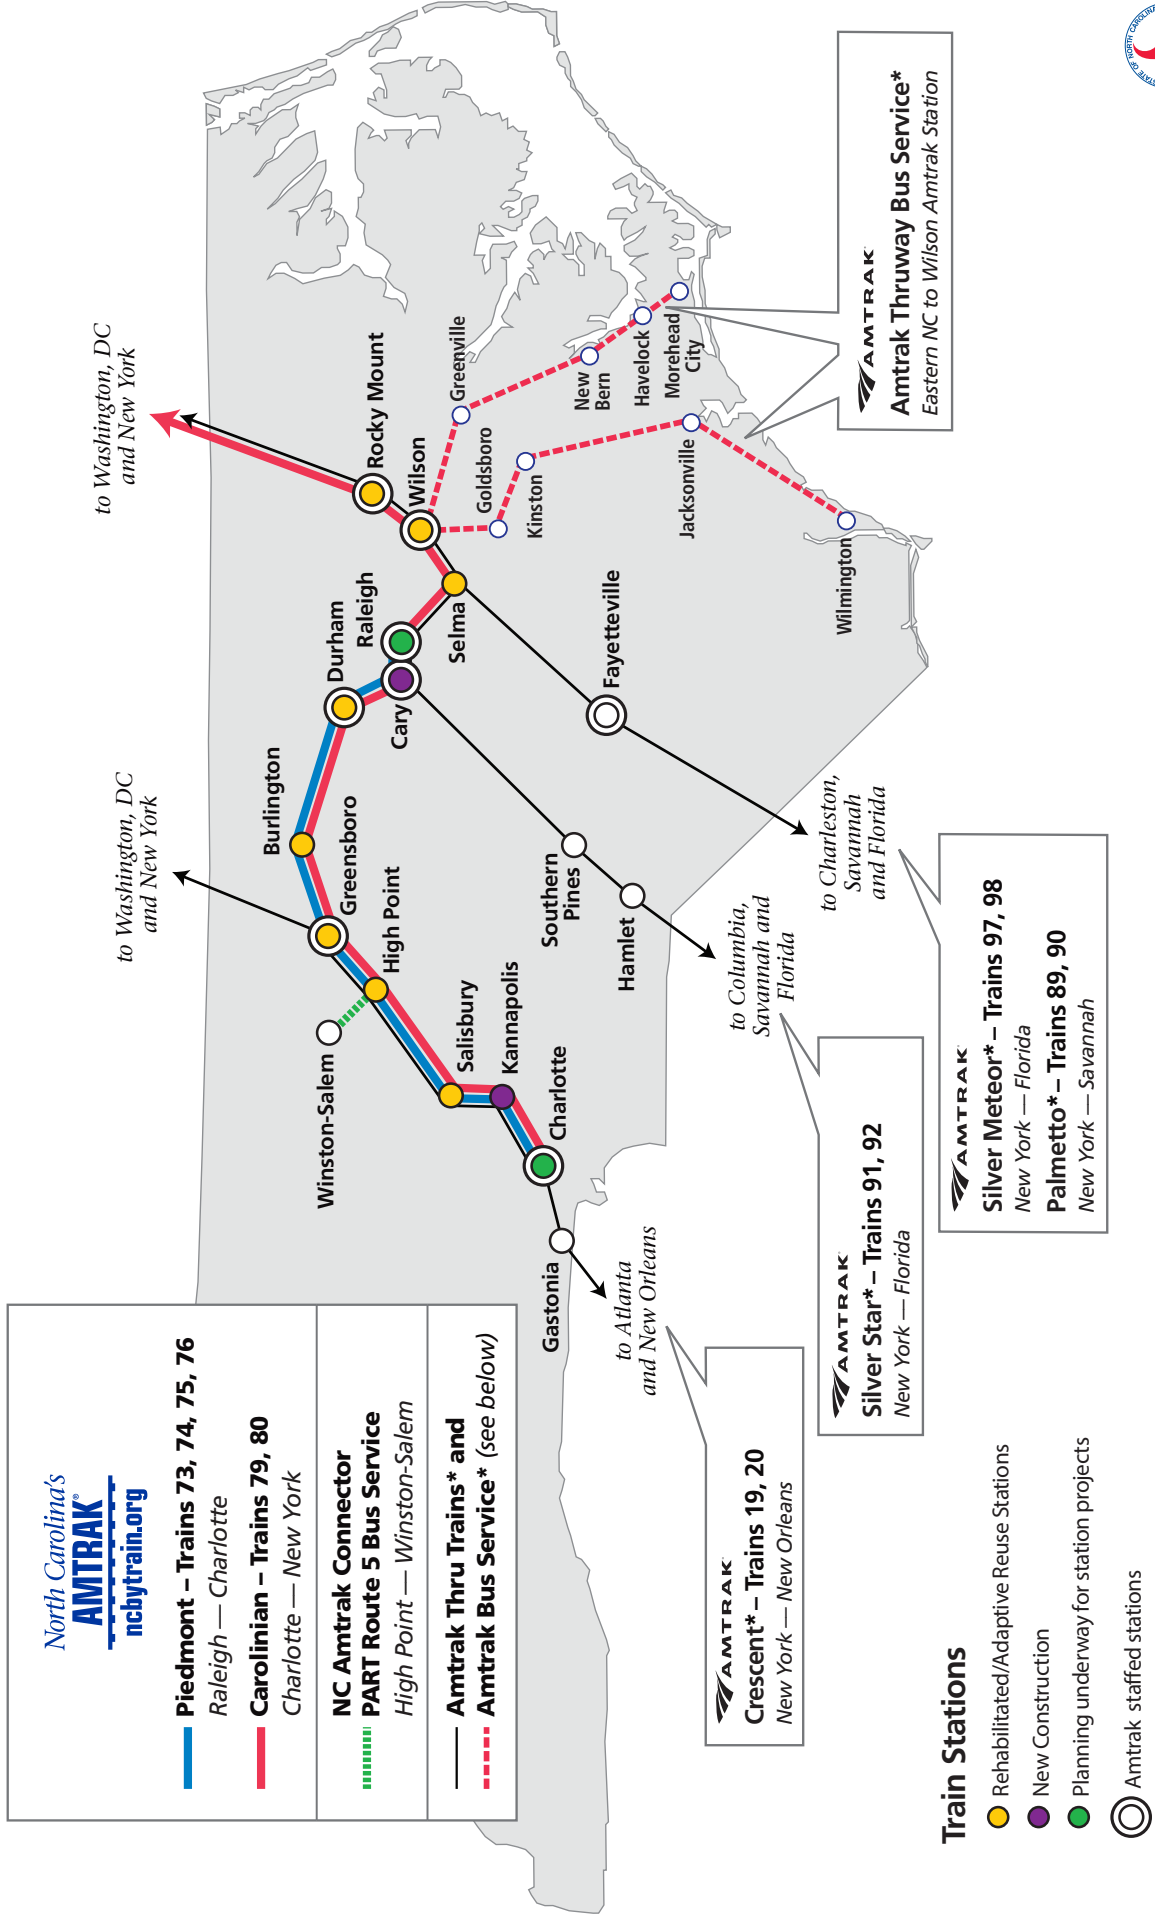 North Carolina's
AMTRAK®
ncbytrain.org
Piedmont – Trains 73, 74, 75, 76
Raleigh — Charlotte
Carolinian – Trains 79, 80
Charlotte — New York
NC Amtrak Connector
PART Route 5 Bus Service
High Point — Winston-Salem
Amtrak Thru Trains* and
Amtrak Bus Service* (see below)
to Washington, DC
and New York
to Washington, DC
and New York
Rocky Mount
Wilson
Greenville
Goldsboro
Kinston
New
Bern
Havelock
Morehead
City
Jacksonville
Wilmington
Selma
Raleigh
Durham
Cary
Fayetteville
Burlington
Greensboro
High Point
Winston-Salem
Southern
Pines
Hamlet
Salisbury
Kannapolis
Charlotte
Gastonia
to Atlanta
and New Orleans
to Columbia,
Savannah and
Florida
to Charleston,
Savannah
and Florida
AMTRAK
Crescent* – Trains 19, 20
New York — New Orleans
AMTRAK
Silver Star* – Trains 91, 92
New York — Florida
AMTRAK
Silver Meteor* – Trains 97, 98
New York — Florida
Palmetto* – Trains 89, 90
New York — Savannah
AMTRAK
Amtrak Thruway Bus Service*
Eastern NC to Wilson Amtrak Station
Train Stations
Rehabilitated/Adaptive Reuse Stations
New Construction
Planning underway for station projects
Amtrak staffed stations
STATE OF NORTH CAROLINA